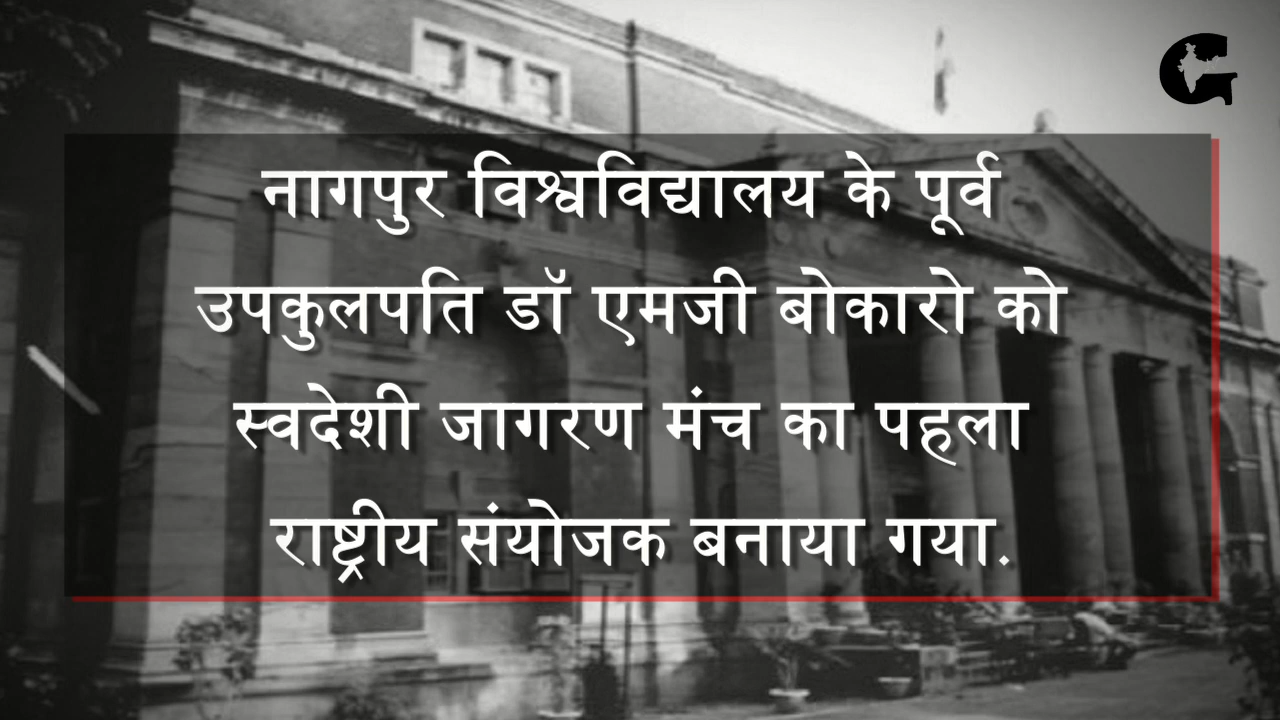 नागपुर विश्वविद्यालय के पूर्व
उपकुलपति डॉ एमजी बोकारो को
स्वदेशी जागरण मंच का पहला
राष्ट्रीय संयोजक बनाया गया.